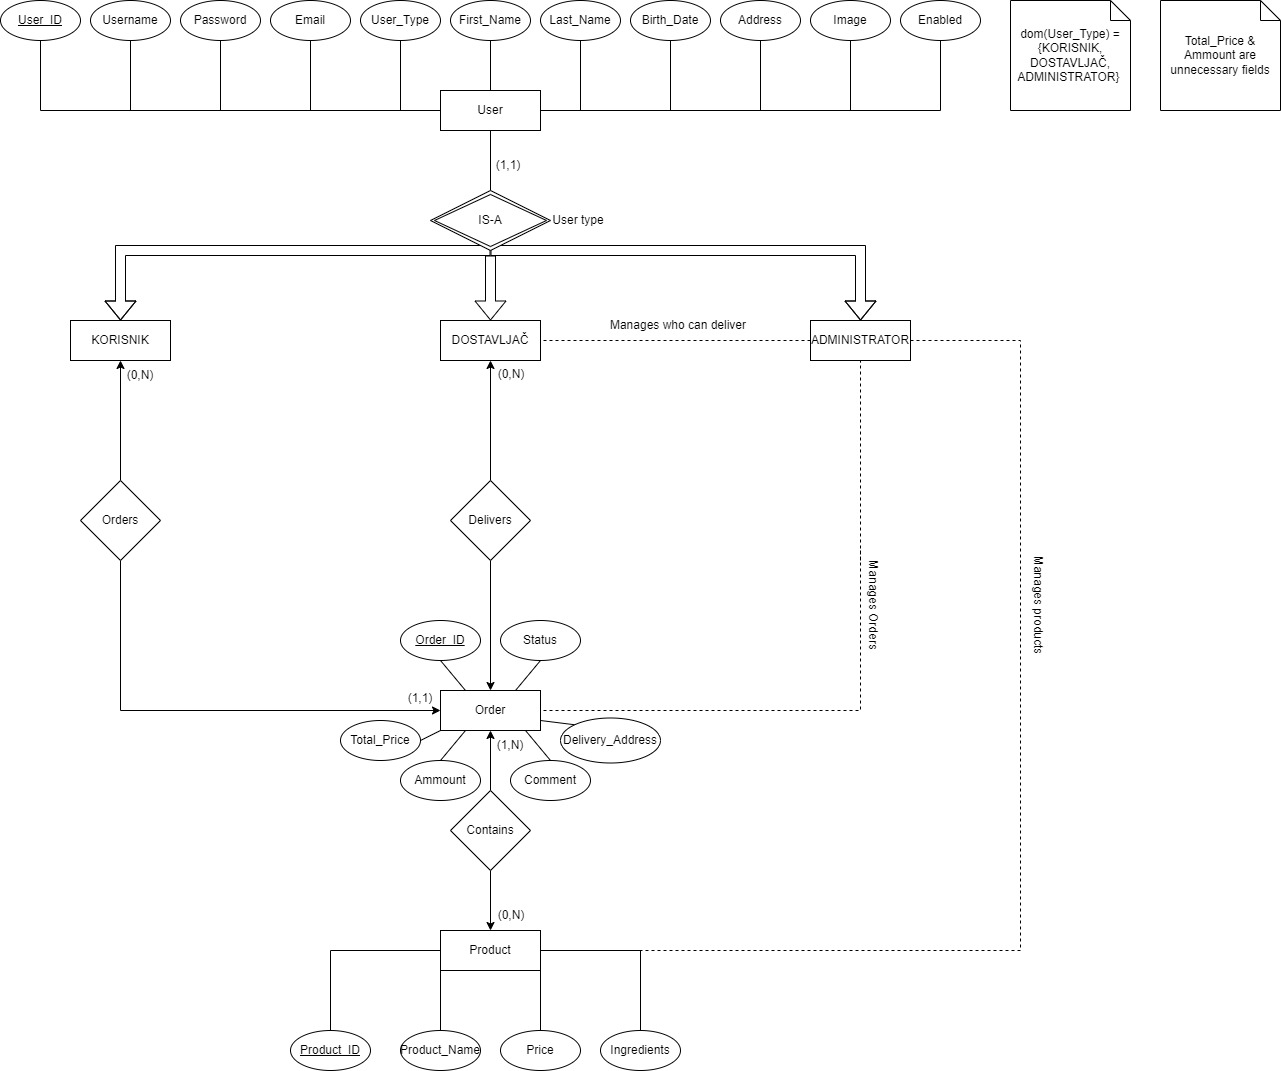 User_ID
Username
Password
Email
User_Type
First_Name
Last_Name
Birth_Date
Address
Image
Enabled
dom(User_Type) =
{KORISNIK,
DOSTAVLJAČ,
ADMINISTRATOR}
Total_Price &
Ammount are
unnecessary fields
User
(1,1)
IS-A
User type
KORISNIK
DOSTAVLJAČ
Manages who can deliver
ADMINISTRATOR
(0,N)
(0,N)
Orders
Delivers
Manages Orders
Manages products
Order_ID
Status
(1,1)
Order
Total_Price
(1,N)
Delivery_Address
Ammount
Comment
Contains
(0,N)
Product
Product_ID
Product_Name
Price
Ingredients